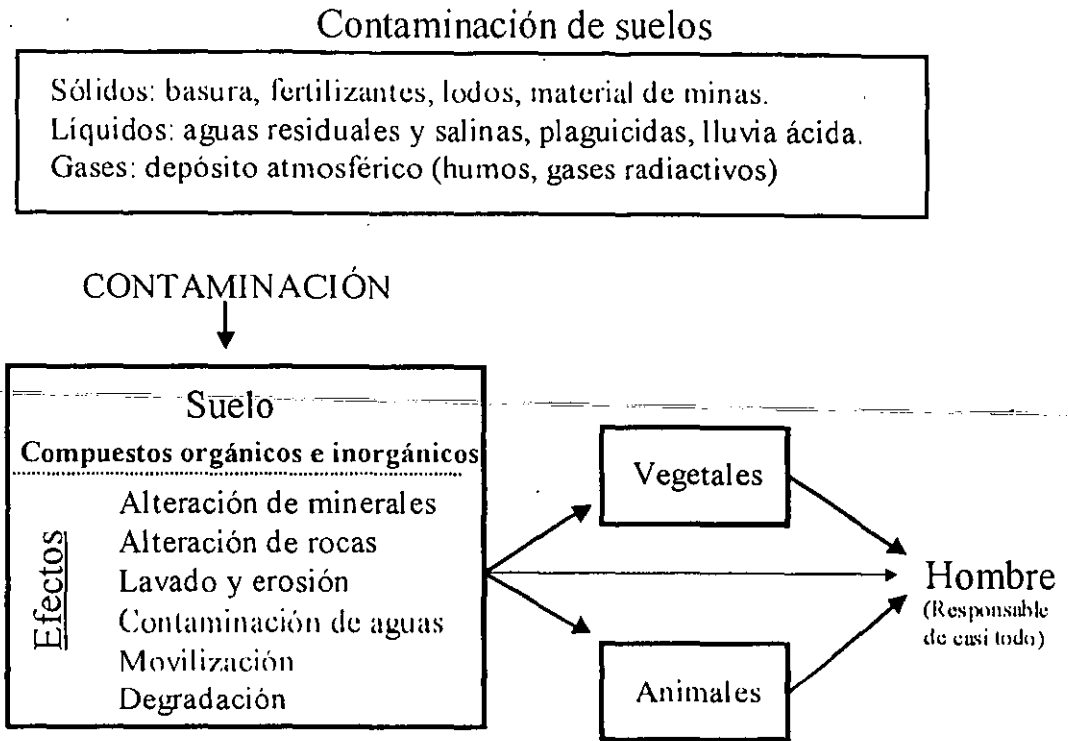 Contaminación de suelos
Sólidos: basura, fertilizantes, lodos, material de minas.
Líquidos: aguas residuales y salinas, plaguicidas, lluvia ácida.
Gases: depósito atmosférico (humos, gases radiactivos)
CONTAMINACIÓN
Suelo
Compuestos orgánicos e inorgánicos
Efectos
Alteración de minerales
Alteración de rocas
Lavado y erosión
Contaminación de aguas
Movilización
Degradación
Vegetales
Animales
Hombre
(Responsable
de casi todo)